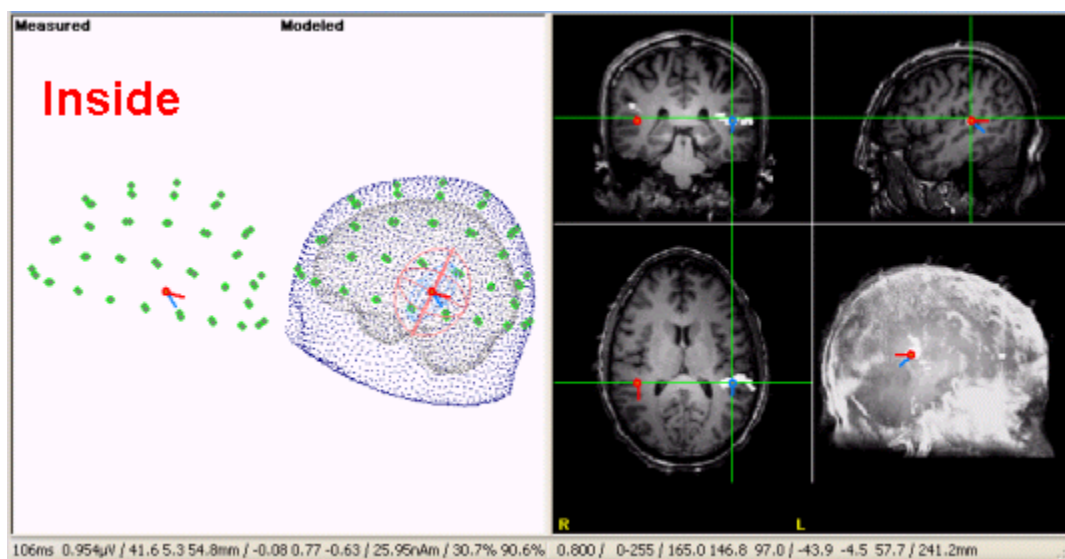 Measured Modeled
Inside
R L
106ms 0.954µV / 41.6 5.3 54.8mm / -0.08 0.77 -0.63 / 25.95nAm / 30.7% 90.6% 0.800 / 0-255 / 165.0 146.8 97.0 / -43.9 -4.5 57.7 / 241.2mm